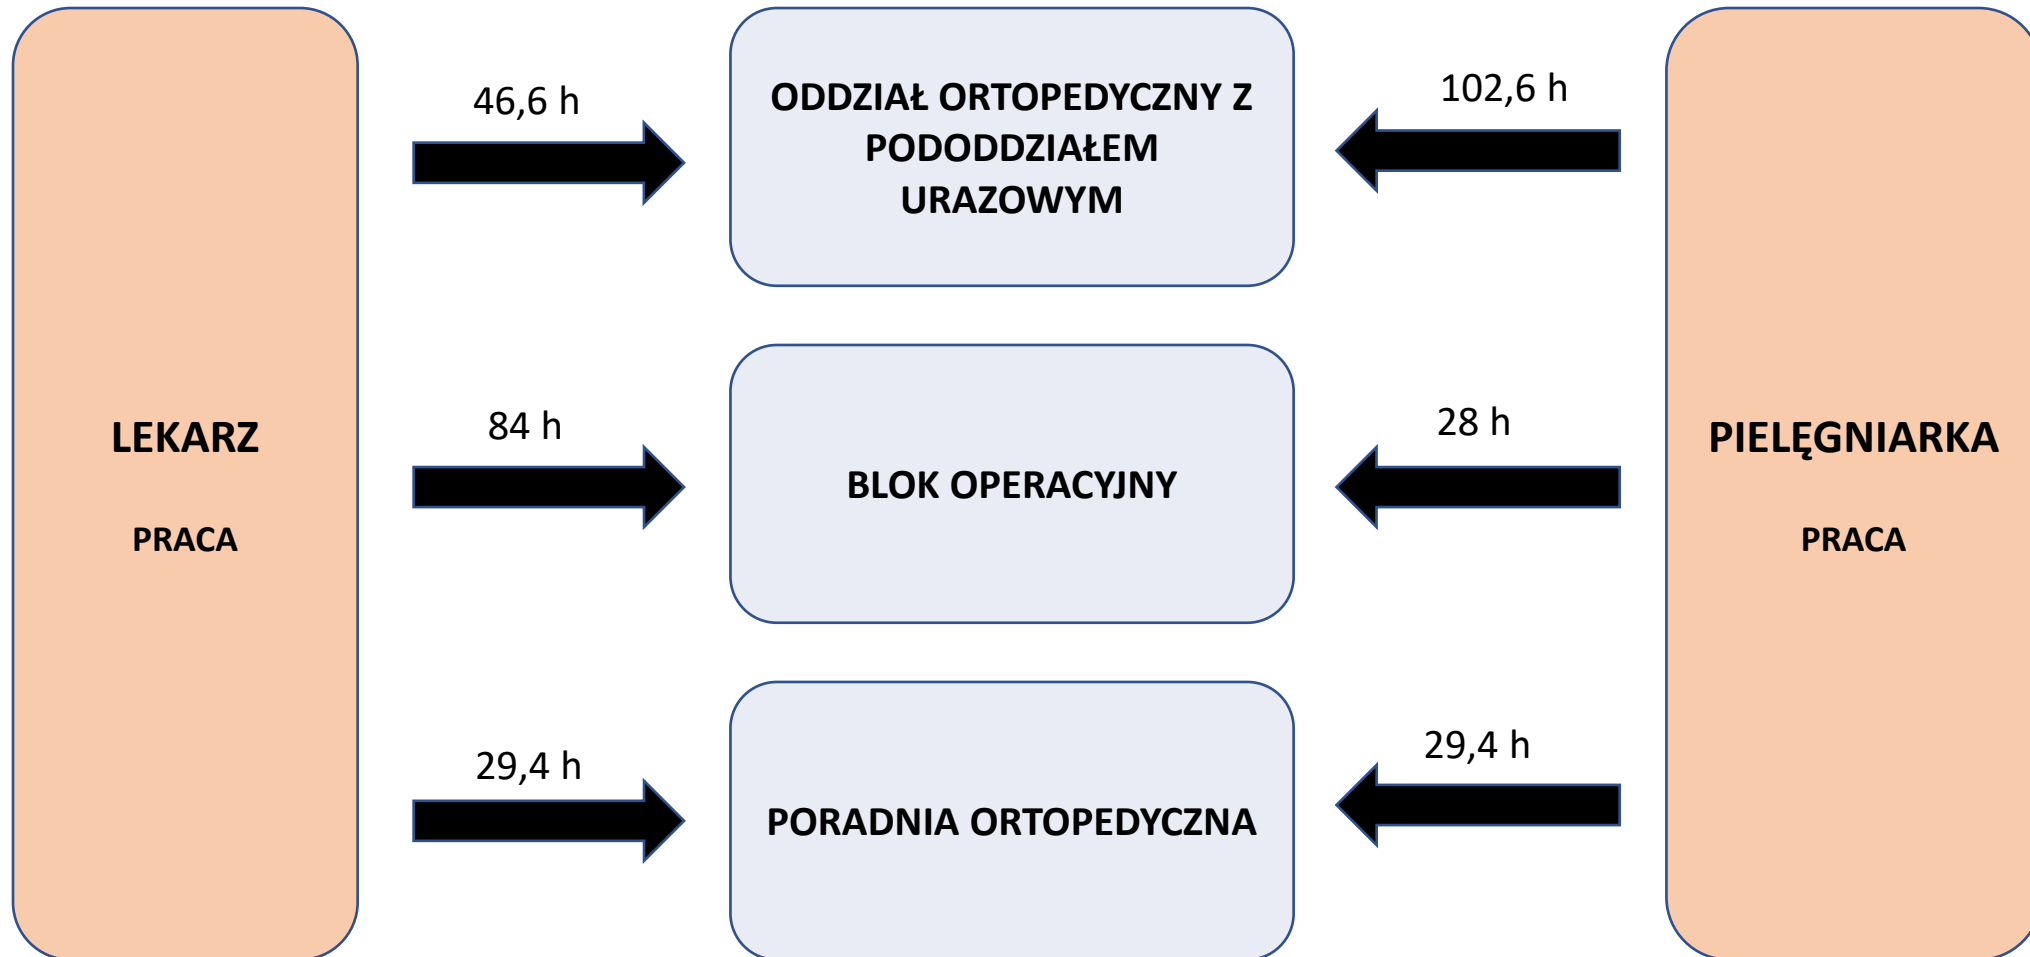 46,6 h
ODDZIAŁ ORTOPEDYCZNY Z
PODODDZIAŁEM
URAZOWYM
102,6 h
LEKARZ
PRACA
84 h
BLOK OPERACYJNY
28 h
PIELĘGNIARKA
PRACA
29,4 h
PORADNIA ORTOPEDYCZNA
29,4 h